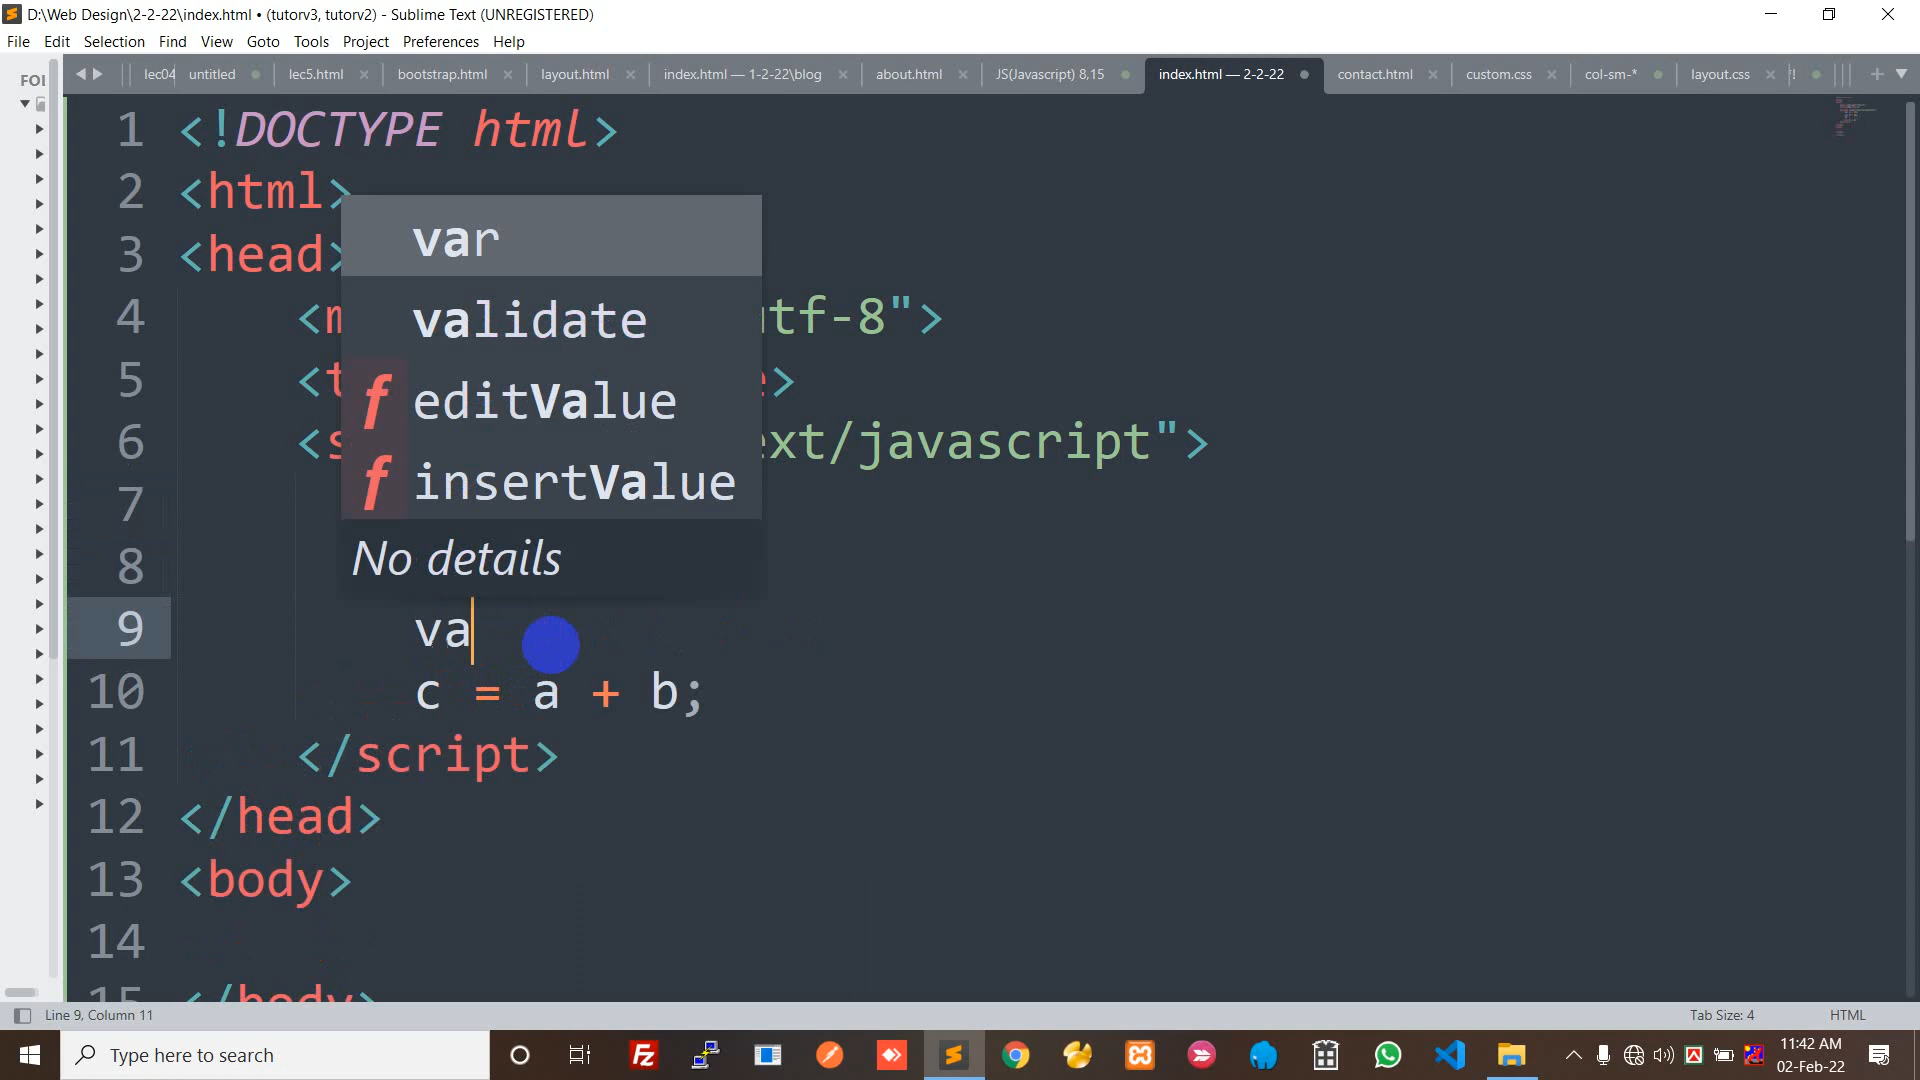 D:\Web Design\2-2-22\index.html • (tutorv3, tutorv2) - Sublime Text (UNREGISTERED)
File Edit Selection Find View Goto Tools Project Preferences Help
FOI
lec04 untitled lec5.html bootstrap.html layout.html index.html — 1-2-22\blog about.html JS(Javascript) 8,15 index.html — 2-2-22 contact.html custom.css col-sm-* layout.css
1 <!DOCTYPE html>
2 <html>
3 <head>
4 <m tf-8">
5 <t >
6 <s ext/javascript">
var
validate
f editValue
f insertValue
No details
7
8
9 va
10 c = a + b;
11 </script>
12 </head>
13 <body>
14
15 </body>
Line 9, Column 11 Tab Size: 4 HTML
Type here to search
11:42 AM
02-Feb-22